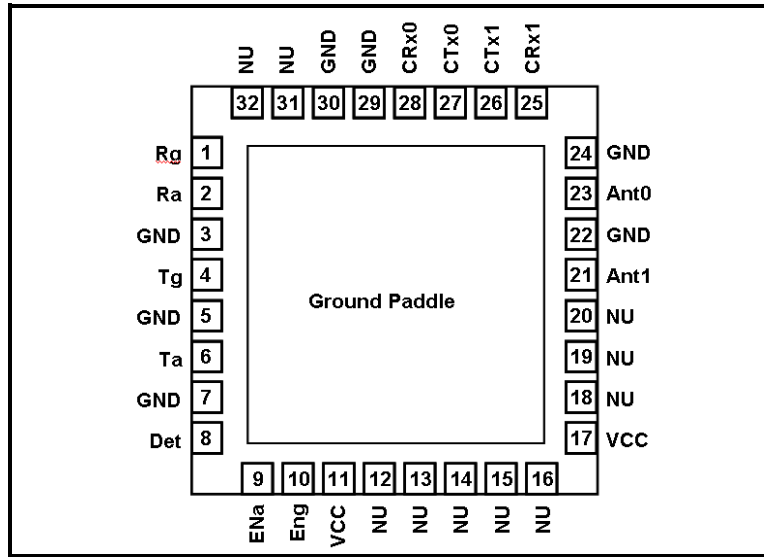 NU NU GND GND CRx0 CTx0 CTx1 CRx1
32 31 30 29 28 27 26 25
Rg 1
Ra 2
GND 3
Tg 4
GND 5
Ta 6
GND 7
Det 8
Ground Paddle
24 GND
23 Ant0
22 GND
21 Ant1
20 NU
19 NU
18 NU
17 VCC
9 10 11 12 13 14 15 16
ENa Eng VCC NU NU NU NU NU